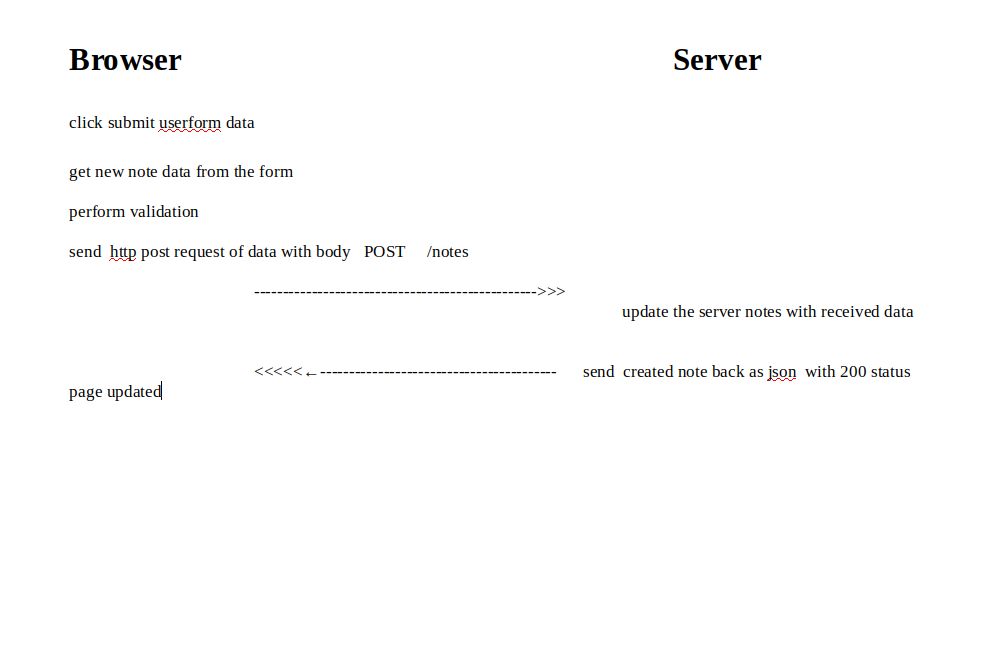 Browser Server
click submit userform data
get new note data from the form
perform validation
send  http post request of data with body   POST     /notes
------------------------------------------------->>>
update the server notes with received data
<<<<<←----------------------------------------- send  created note back as json  with 200 status
page updated